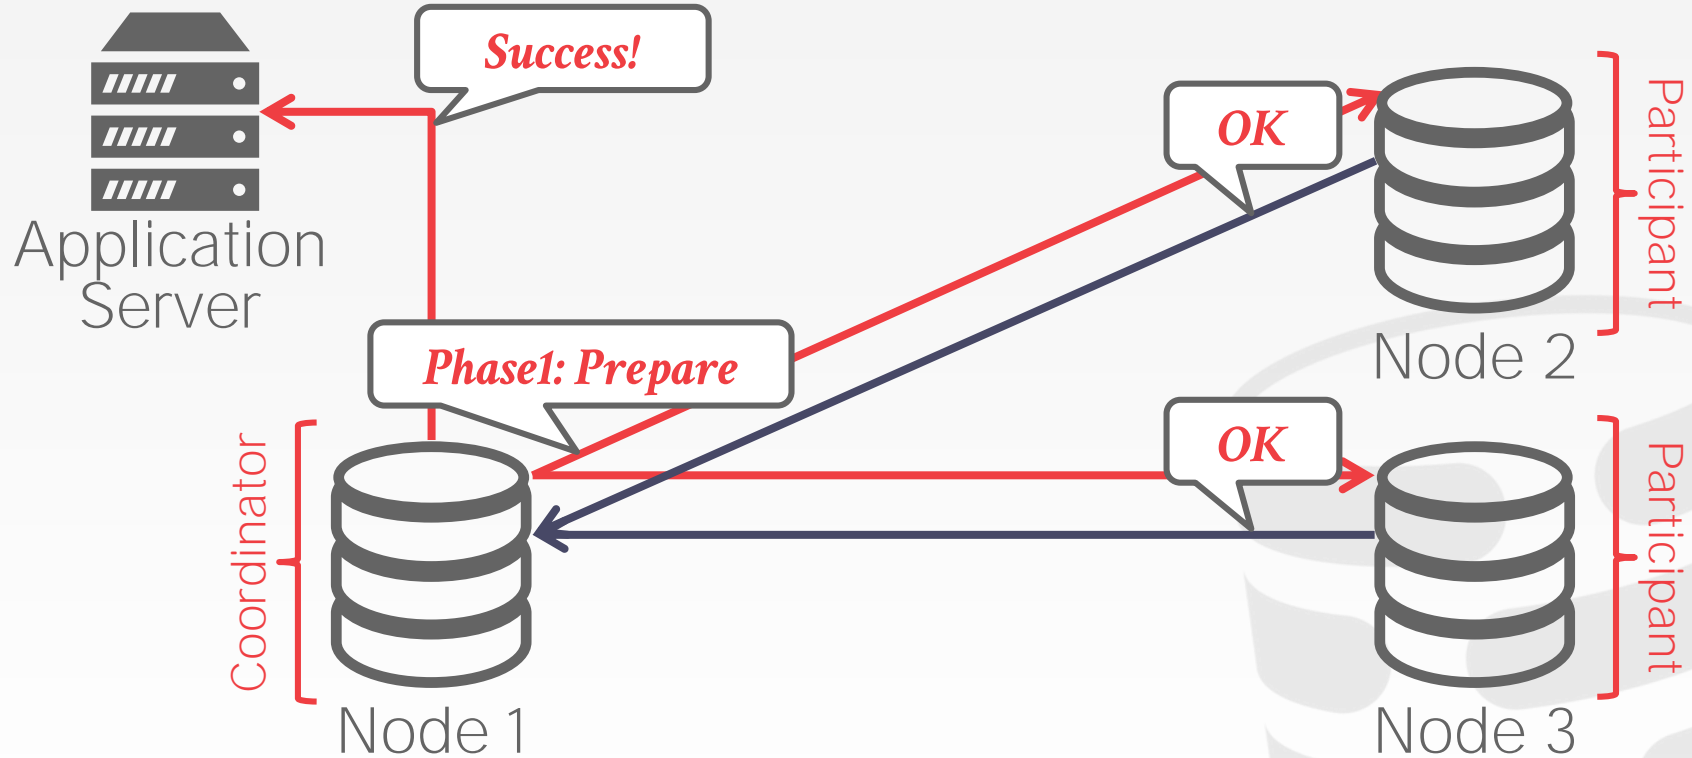 Success!
OK
Participant
Application
Server
Phase1: Prepare
Node 2
OK
Coordinator
Participant
Node 1
Node 3